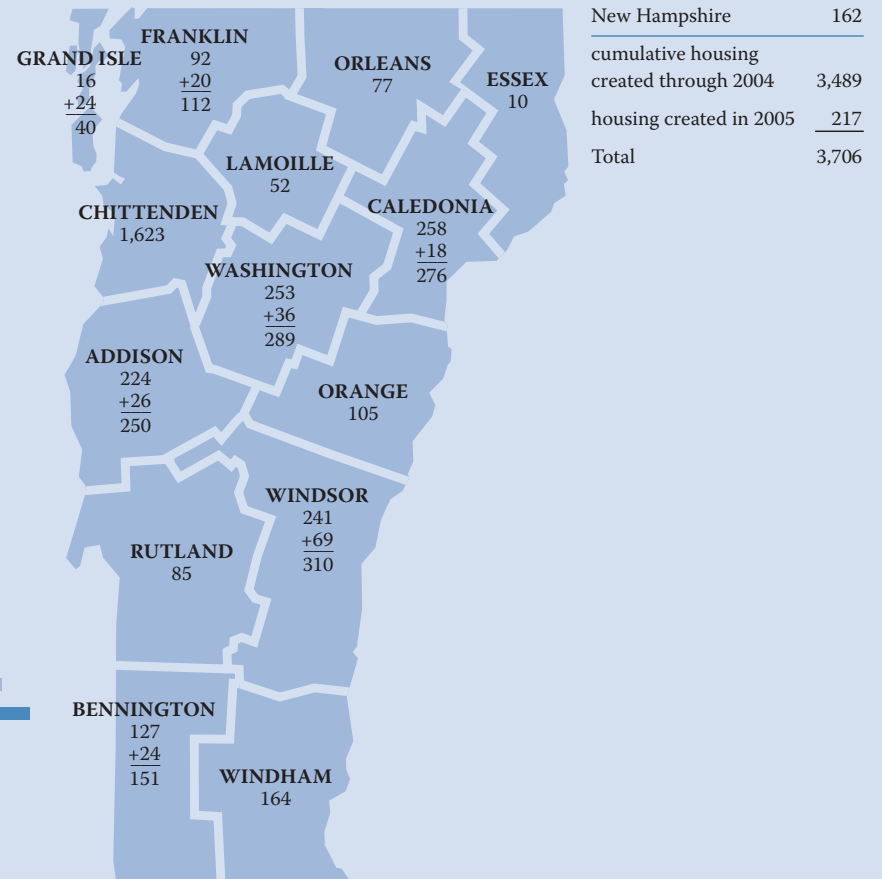 New Hampshire 162
cumulative housing
created through 2004 3,489
housing created in 2005 217
Total 3,706
GRAND ISLE
16
+24
40
FRANKLIN
92
+20
112
ORLEANS
77
ESSEX
10
LAMOILLE
52
CHITTENDEN
1,623
CALEDONIA
258
+18
276
WASHINGTON
253
+36
289
ADDISON
224
+26
250
ORANGE
105
WINDSOR
241
+69
310
RUTLAND
85
BENNINGTON
127
+24
151
WINDHAM
164